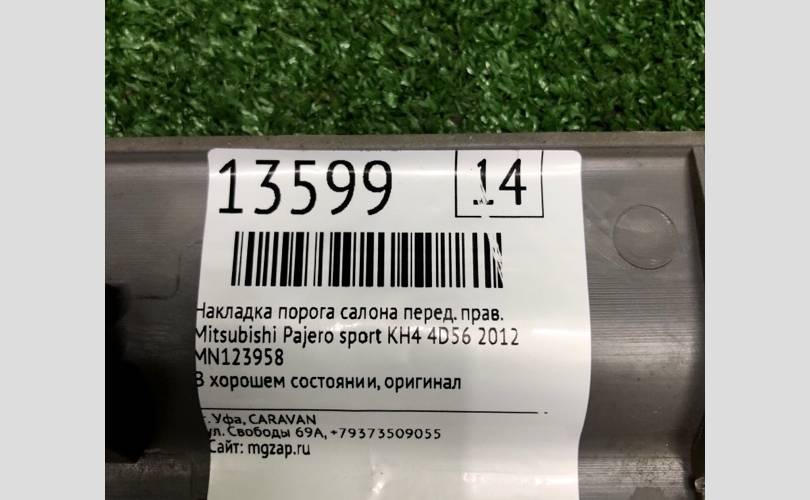 13599
14
Накладка порога салона перед. прав.
Mitsubishi Pajero sport KH4 4D56 2012
MN123958
В хорошем состоянии, оригинал
г. Уфа, CARAVAN
ул. Свободы 69А, +79373509055
Сайт: mgzap.ru